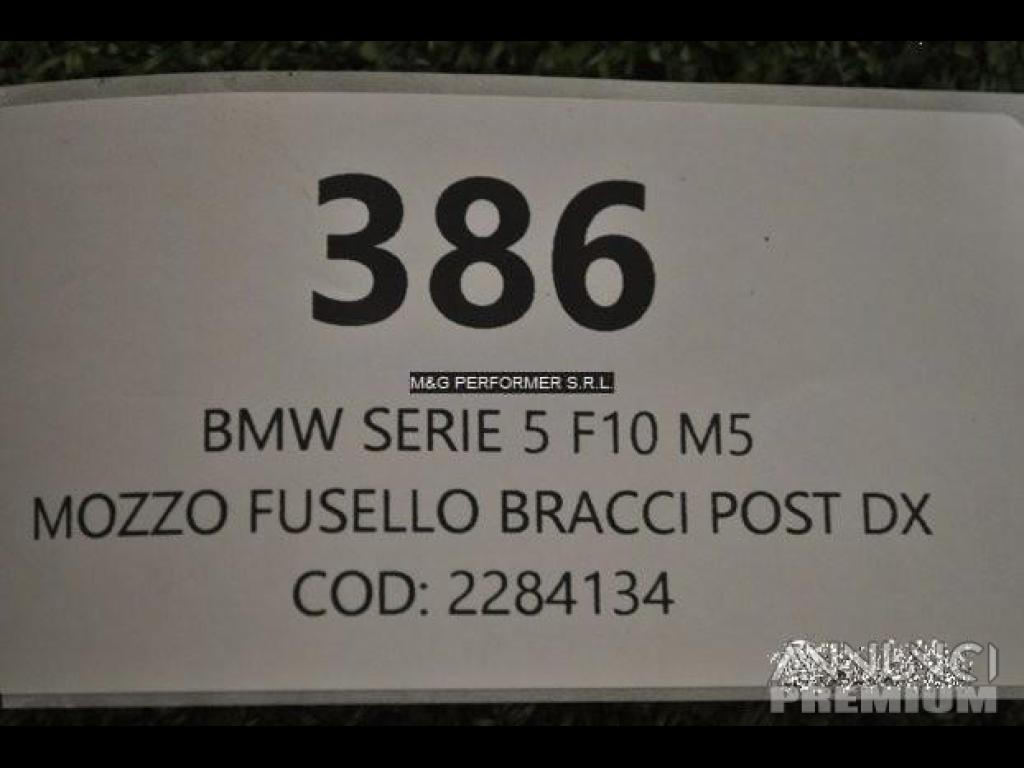 386
M&G PERFORMER S.R.L.
BMW SERIE 5 F10 M5
MOZZO FUSELLO BRACCI POST DX
COD: 2284134
ANNUNCI
PREMIUM